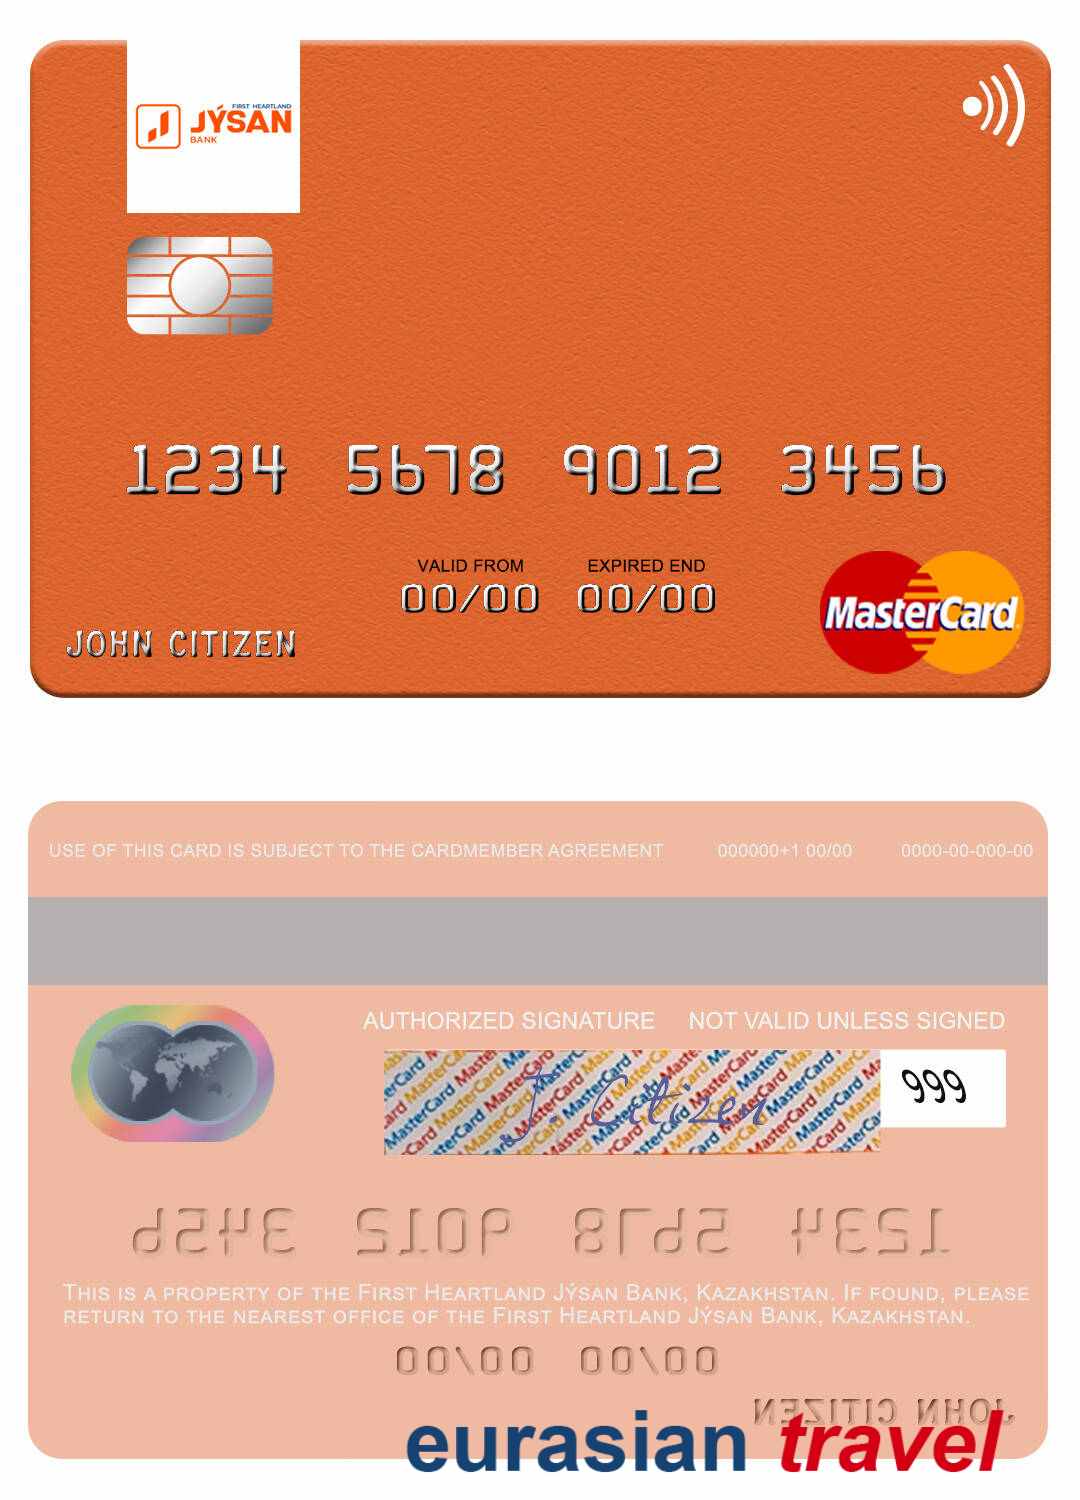 FIRST HEARTLAND
JÝSAN
BANK
1234 5678 9012 3456
VALID FROM EXPIRED END
00/00 00/00
MasterCard
JOHN CITIZEN
USE OF THIS CARD IS SUBJECT TO THE CARDMEMBER AGREEMENT 000000+1 00/00 0000-00-000-00
AUTHORIZED SIGNATURE NOT VALID UNLESS SIGNED
MasterCard MasterCard MasterCard MasterCard
J. Citizen
999
1234 5678 9012 3456
THIS IS A PROPERTY OF THE FIRST HEARTLAND JÝSAN BANK, KAZAKHSTAN. IF FOUND, PLEASE
RETURN TO THE NEAREST OFFICE OF THE FIRST HEARTLAND JÝSAN BANK, KAZAKHSTAN.
00/00 00/00
JOHN CITIZEN
eurasian travel